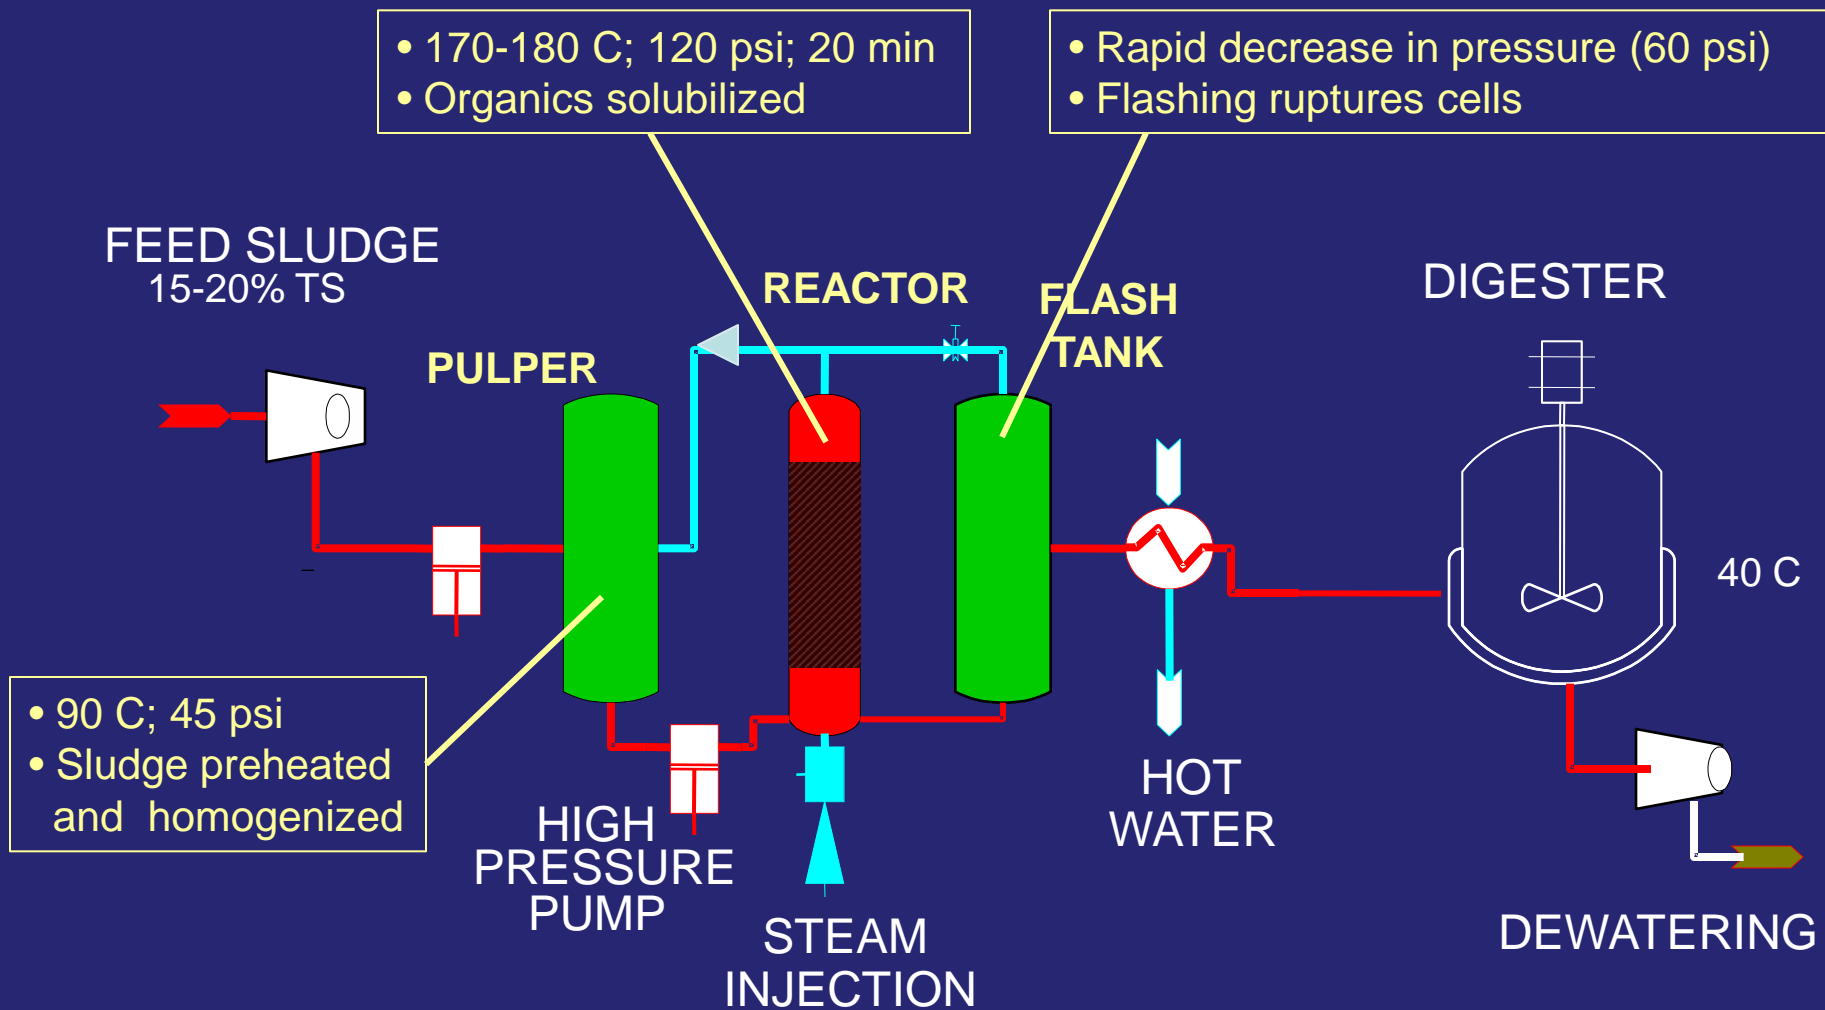 • 170-180 C; 120 psi; 20 min
• Organics solubilized
• Rapid decrease in pressure (60 psi)
• Flashing ruptures cells
FEED SLUDGE
15-20% TS
REACTOR
FLASH
TANK
DIGESTER
PULPER
40 C
• 90 C; 45 psi
• Sludge preheated
and homogenized
HIGH
PRESSURE
PUMP
STEAM
INJECTION
HOT
WATER
DEWATERING